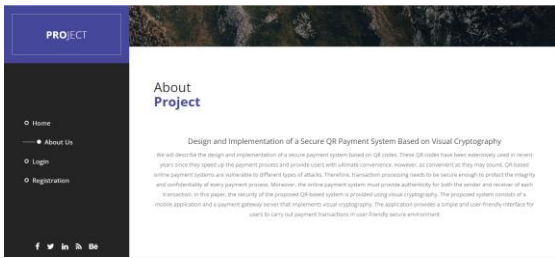 PROJECT
Home
About Us
Login
Registration
About
Project
Design and Implementation of a Secure QR Payment System Based on Visual Cryptography
We will describe the design and implementation of a secure payment system based on QR codes. These QR codes have been extensively used in recent
years since they speed up the payment process and provide users with ultimate convenience. However, as convenient as they may sound, QR-based
online payment systems are vulnerable to different types of attacks. Therefore, transaction processing needs to be secure enough to protect the integrity
and confidentiality of every payment process. Moreover, the online payment system must provide authenticity for both the sender and receiver of each
transaction. In this paper, the security of the proposed QR-based system is provided using visual cryptography. The proposed system consists of a
mobile application and a payment gateway server that implements visual cryptography. The application provides a simple and user-friendly interface for
users to carry out payment transactions in user-friendly secure environment.